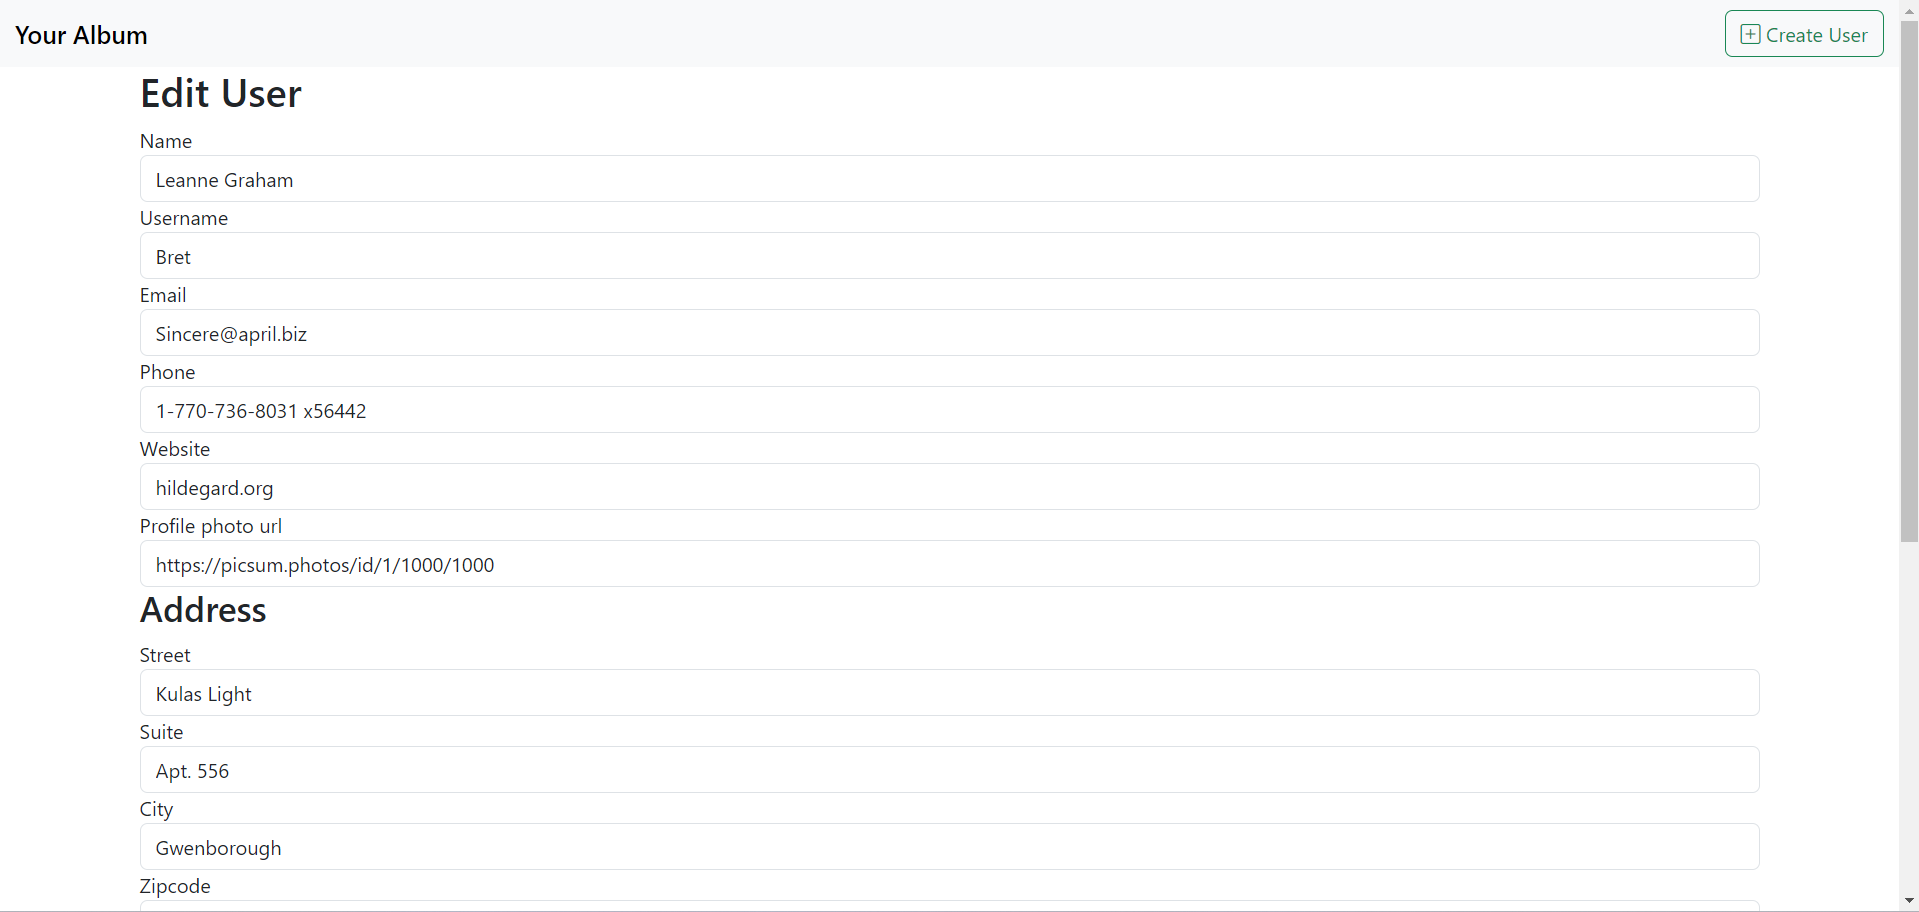 Your Album
Create User
Edit User
Name
Leanne Graham
Username
Bret
Email
Sincere@april.biz
Phone
1-770-736-8031 x56442
Website
hildegard.org
Profile photo url
https://picsum.photos/id/1/1000/1000
Address
Street
Kulas Light
Suite
Apt. 556
City
Gwenborough
Zipcode